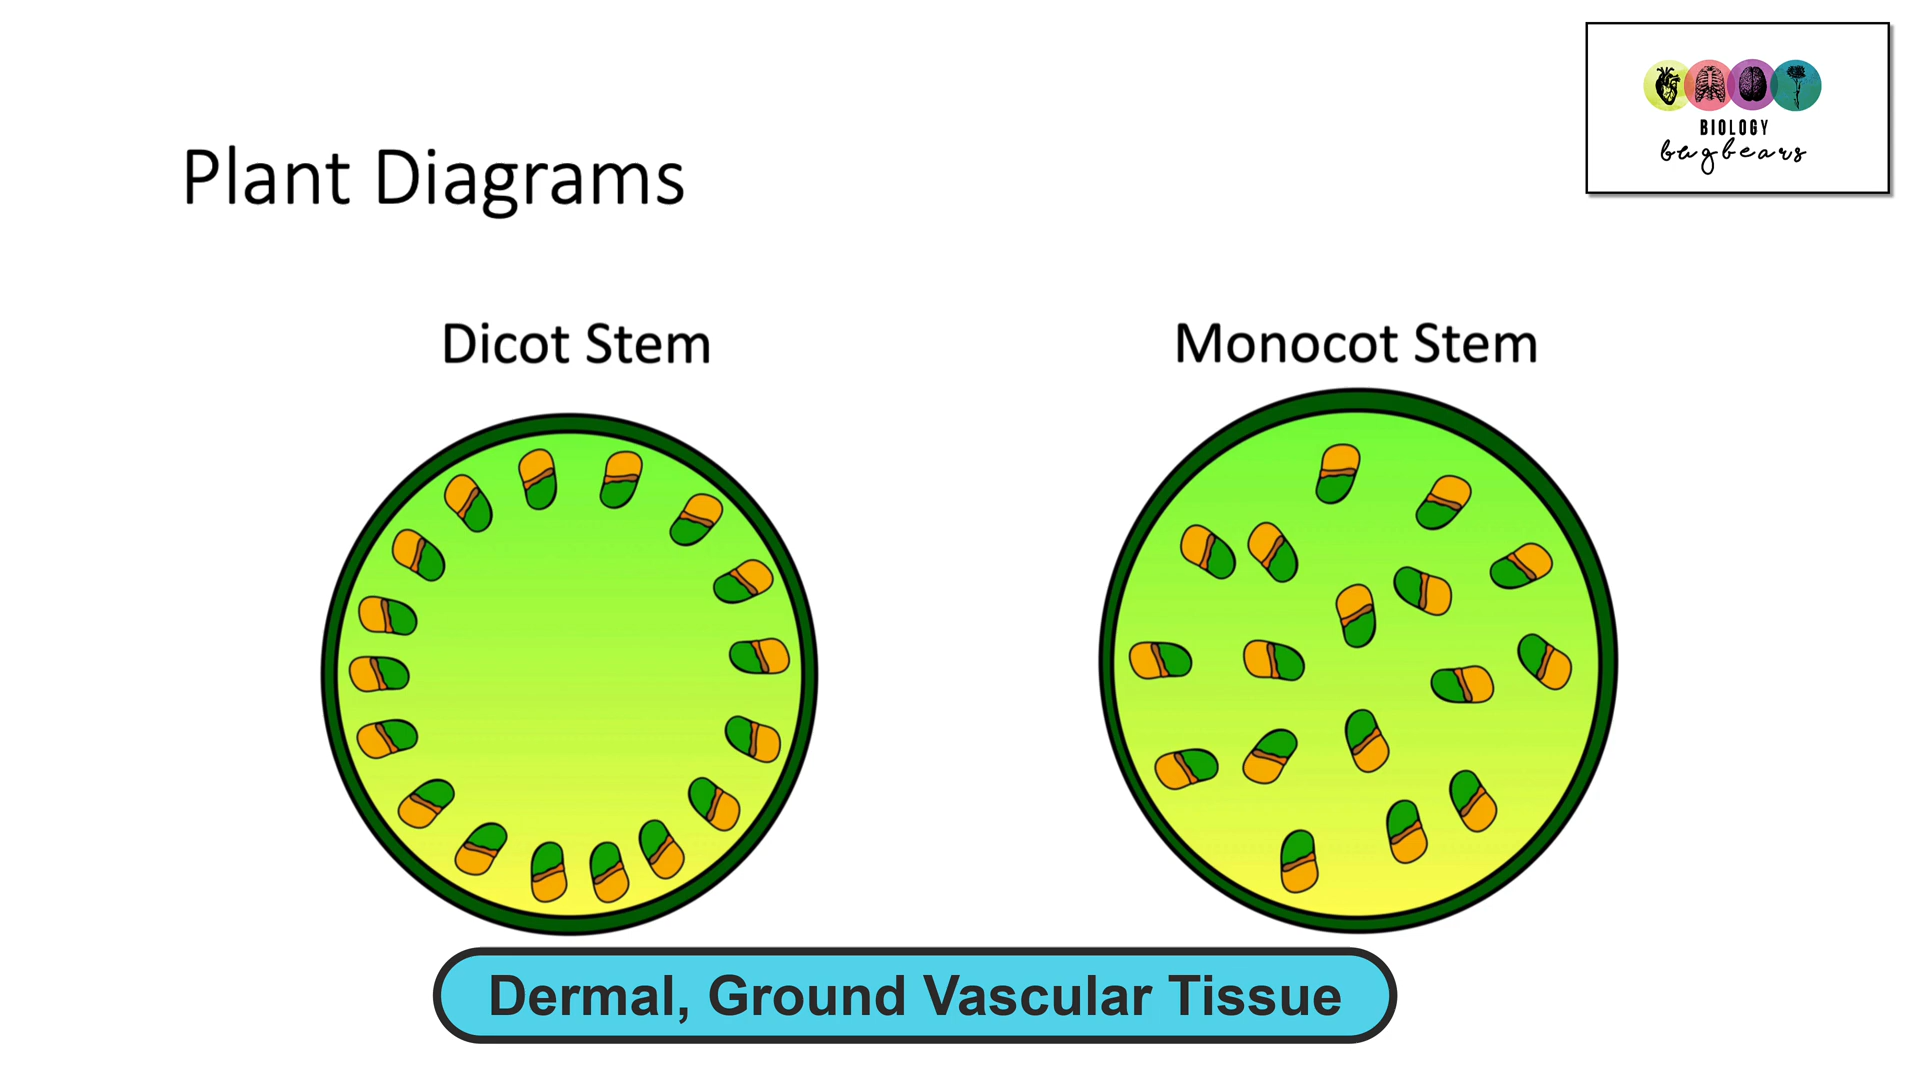 BIOLOGY
bugbears
Plant Diagrams
Dicot Stem
Monocot Stem
Dermal, Ground Vascular Tissue